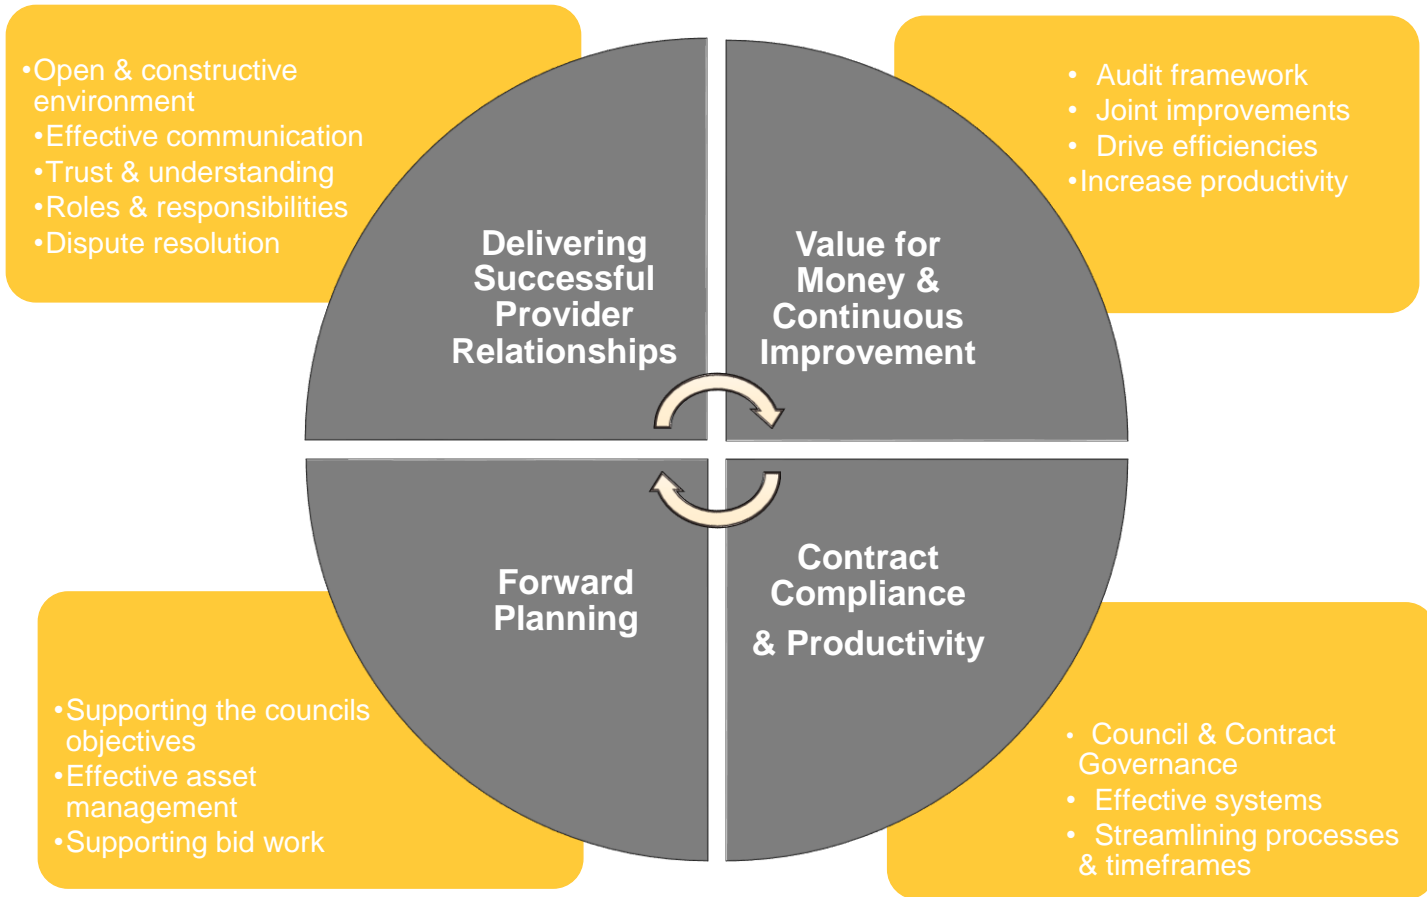 •Open & constructive
environment
•Effective communication
•Trust & understanding
•Roles & responsibilities
•Dispute resolution
Delivering
Successful
Provider
Relationships
• Audit framework
• Joint improvements
• Drive efficiencies
•Increase productivity
Value for
Money &
Continuous
Improvement
Forward
Planning
•Supporting the councils
objectives
•Effective asset
management
•Supporting bid work
Contract
Compliance
& Productivity
• Council & Contract
Governance
• Effective systems
• Streamlining processes
& timeframes